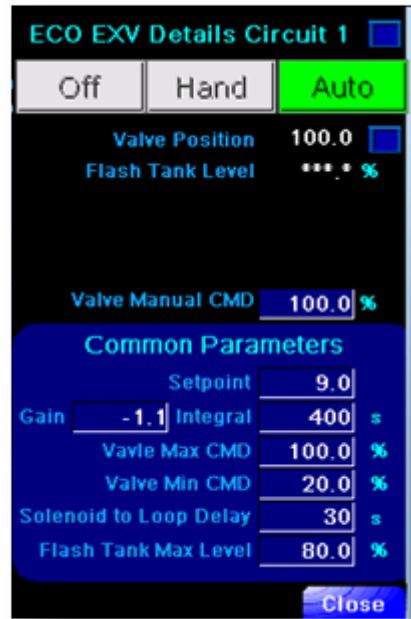 ECO EXV Details Circuit 1
Off Hand Auto
Valve Position 100.0
Flash Tank Level ***.* %
Valve Manual CMD 100.0 %
Common Parameters
Setpoint 9.0
Gain -1.1 Integral 400 s
Vavle Max CMD 100.0 %
Valve Min CMD 20.0 %
Solenoid to Loop Delay 30 s
Flash Tank Max Level 80.0 %
Close